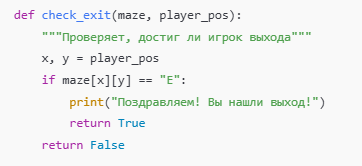 def check_exit(maze, player_pos):
    """Проверяет, достиг ли игрок выхода"""
    x, y = player_pos
    if maze[x][y] == "E":
        print("Поздравляем! Вы нашли выход!")
        return True
    return False